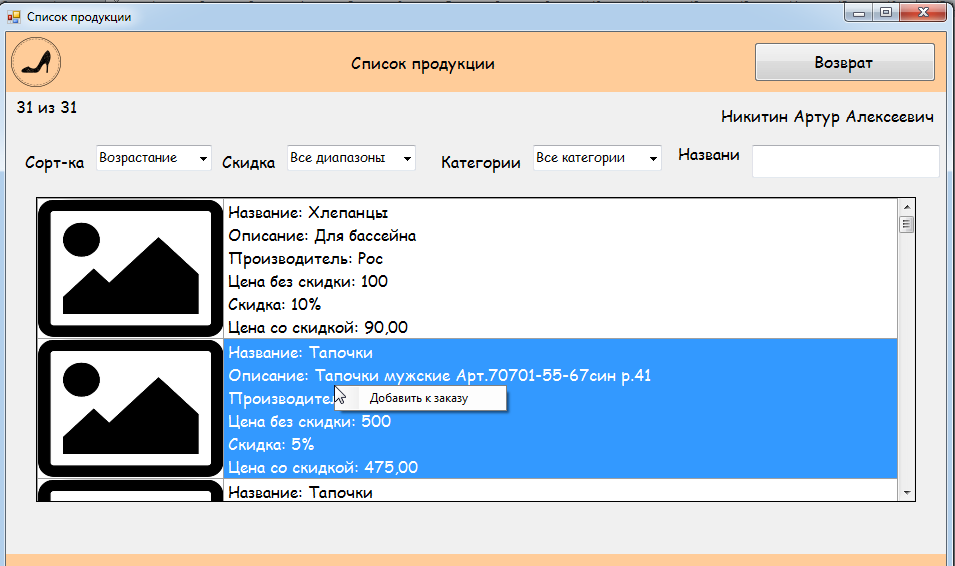 Список продукции
Список продукции
Возврат
31 из 31
Никитин Артур Алексеевич
Сорт-ка
Возрастание
Скидка
Все диапазоны
Категории
Все категории
Названи
Название: Хлепанцы
Описание: Для бассейна
Производитель: Рос
Цена без скидки: 100
Скидка: 10%
Цена со скидкой: 90,00
Название: Тапочки
Описание: Тапочки мужские Арт.70701-55-67син р.41
Производител
Добавить к заказу
Цена без скидки: 500
Скидка: 5%
Цена со скидкой: 475,00
Название: Тапочки